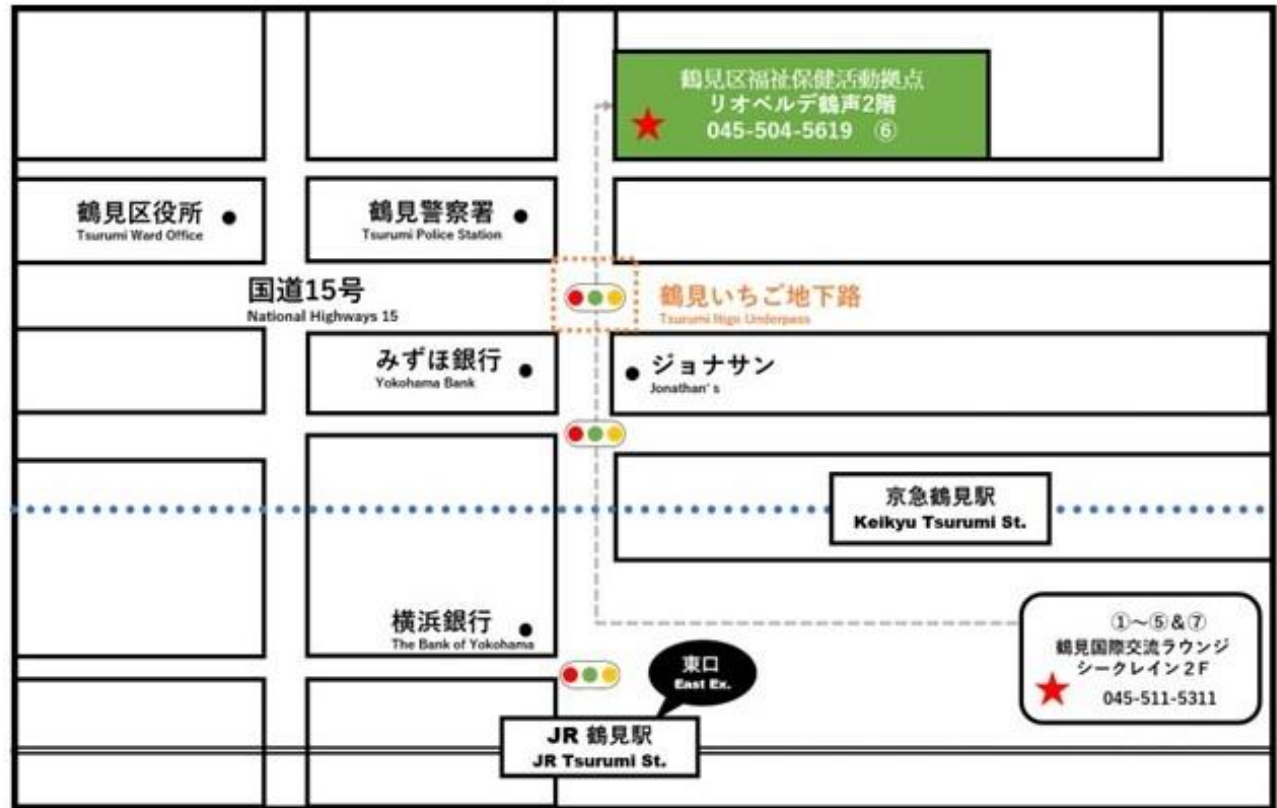 鶴見区福祉保健活動拠点
リオベルデ鶴声2階
045-504-5619 ⑥
鶴見区役所
Tsurumi Ward Office
鶴見警察署
Tsurumi Police Station
国道15号
National Highways 15
鶴見いちご地下路
Tsurumi Itigo Underpass
みずほ銀行
Yokohama Bank
ジョナサン
Jonathan's
京急鶴見駅
Keikyu Tsurumi St.
横浜銀行
The Bank of Yokohama
①～⑤&⑦
鶴見国際交流ラウンジ
シークレイン2F
045-511-5311
東口
East Ex.
JR 鶴見駅
JR Tsurumi St.